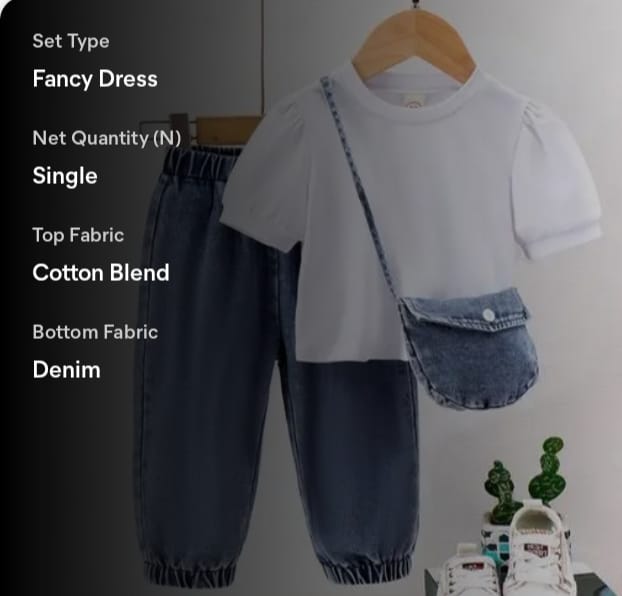 Set Type
Fancy Dress
Net Quantity (N)
Single
Top Fabric
Cotton Blend
Bottom Fabric
Denim